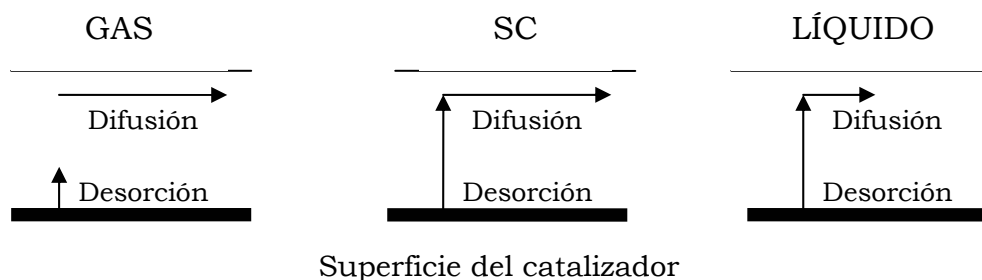 GAS SC LÍQUIDO
Difusión Difusión Difusión
Desorción Desorción Desorción
Superficie del catalizador